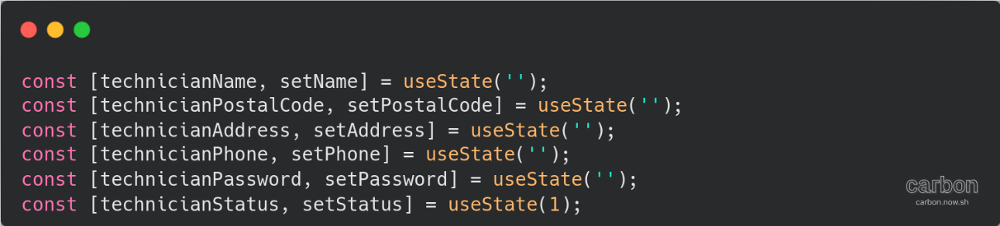 const [technicianName, setName] = useState('');
const [technicianPostalCode, setPostalCode] = useState('');
const [technicianAddress, setAddress] = useState('');
const [technicianPhone, setPhone] = useState('');
const [technicianPassword, setPassword] = useState('');
const [technicianStatus, setStatus] = useState(1);
carbon
carbon.now.sh